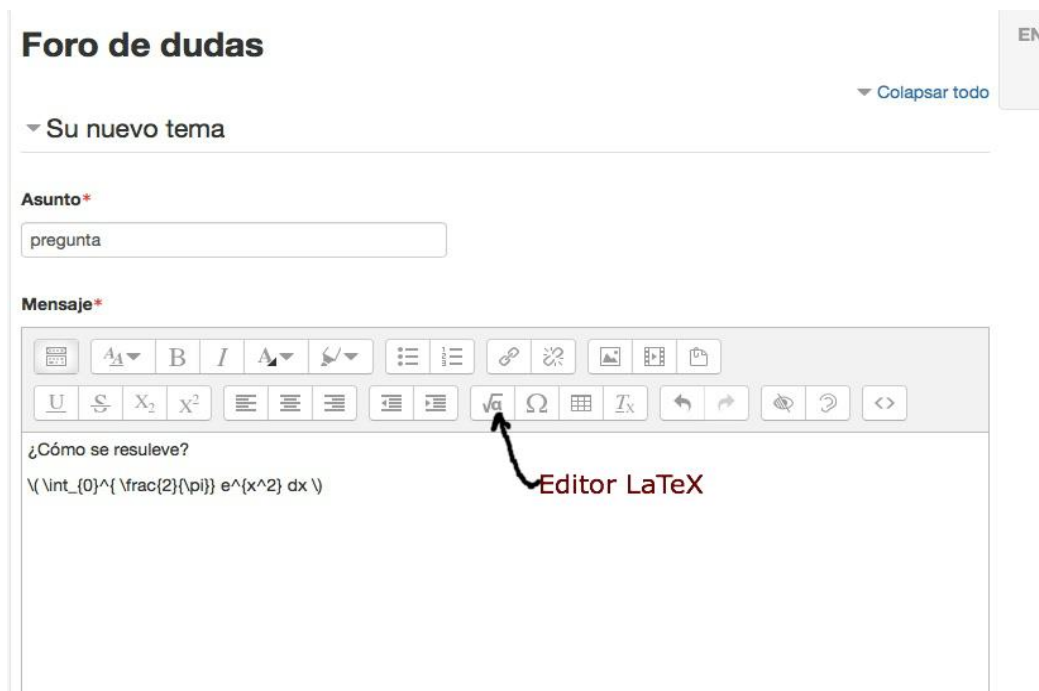 Foro de dudas
EN
Colapsar todo
Su nuevo tema
Asunto*
pregunta
Mensaje*
¿Cómo se resuleve?
\( \int_{0}^{ \frac{2}{\pi}} e^{x^2} dx \)
Editor LaTeX